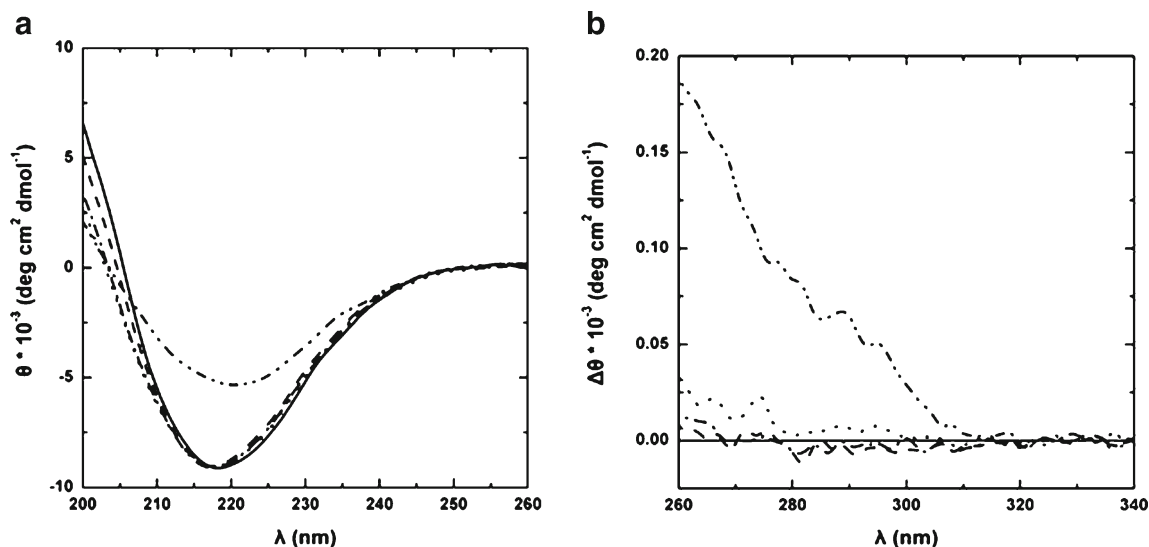 a
b
10
5
0
-5
-10
θ * 10⁻³ (deg cm² dmol⁻¹)
200 210 220 230 240 250 260
λ (nm)
0.20
0.15
0.10
0.05
0.00
Δθ * 10⁻³ (deg cm² dmol⁻¹)
260 280 300 320 340
λ (nm)